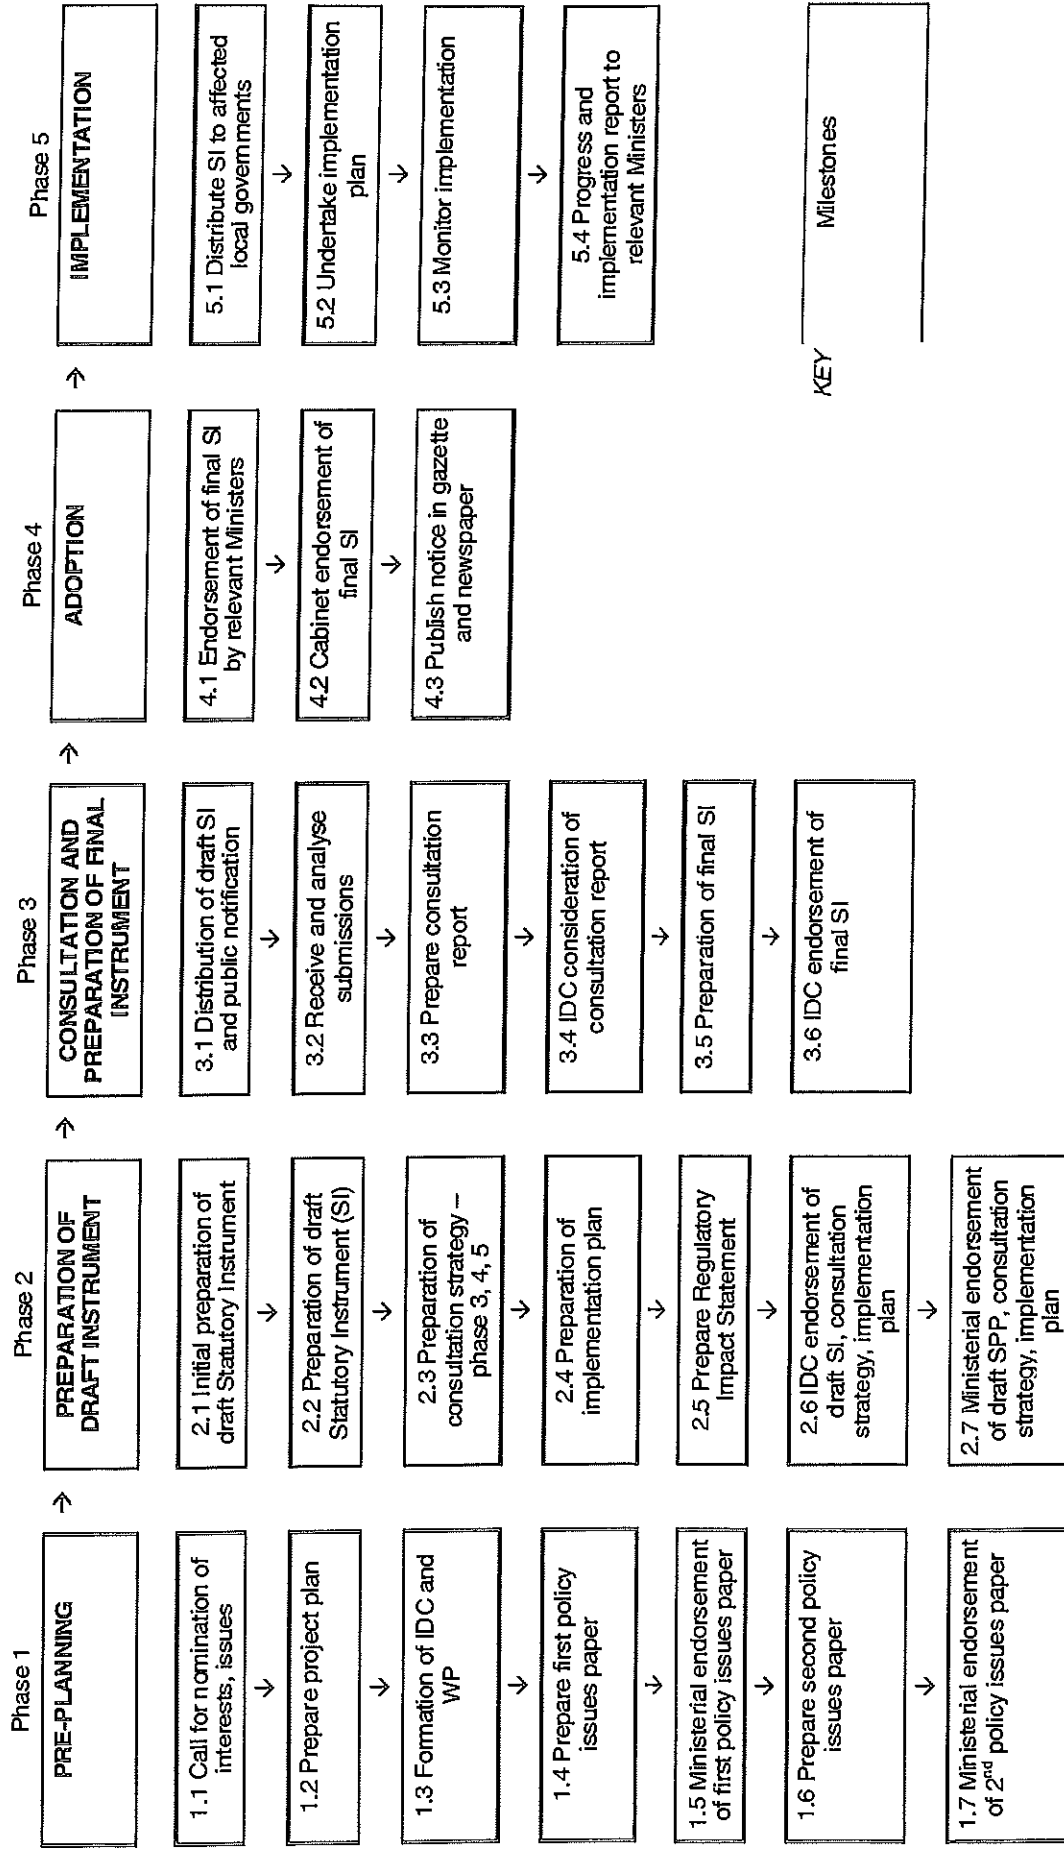 Phase 1
PRE-PLANNING
1.1 Call for nomination of
interests, issues
↓
1.2 Prepare project plan
↓
1.3 Formation of IDC and
WP
↓
1.4 Prepare first policy
issues paper
↓
1.5 Ministerial endorsement
of first policy issues paper
↓
1.6 Prepare second policy
issues paper
↓
1.7 Ministerial endorsement
of 2nd policy issues paper
→
Phase 2
PREPARATION OF
DRAFT INSTRUMENT
2.1 Initial preparation of
draft Statutory Instrument
↓
2.2 Preparation of draft
Statutory Instrument (SI)
↓
2.3 Preparation of
consultation strategy –
phase 3, 4, 5
↓
2.4 Preparation of
implementation plan
↓
2.5 Prepare Regulatory
Impact Statement
↓
2.6 IDC endorsement of
draft SI, consultation
strategy, implementation
plan
↓
2.7 Ministerial endorsement
of draft SPP, consultation
strategy, implementation
plan
→
Phase 3
CONSULTATION AND
PREPARATION OF FINAL
INSTRUMENT
3.1 Distribution of draft SI
and public notification
↓
3.2 Receive and analyse
submissions
↓
3.3 Prepare consultation
report
↓
3.4 IDC consideration of
consultation report
↓
3.5 Preparation of final SI
↓
3.6 IDC endorsement of
final SI
→
Phase 4
ADOPTION
4.1 Endorsement of final SI
by relevant Ministers
↓
4.2 Cabinet endorsement of
final SI
↓
4.3 Publish notice in gazette
and newspaper
→
Phase 5
IMPLEMENTATION
5.1 Distribute SI to affected
local governments
↓
5.2 Undertake implementation
plan
↓
5.3 Monitor implementation
↓
5.4 Progress and
implementation report to
relevant Ministers
KEY
Milestones